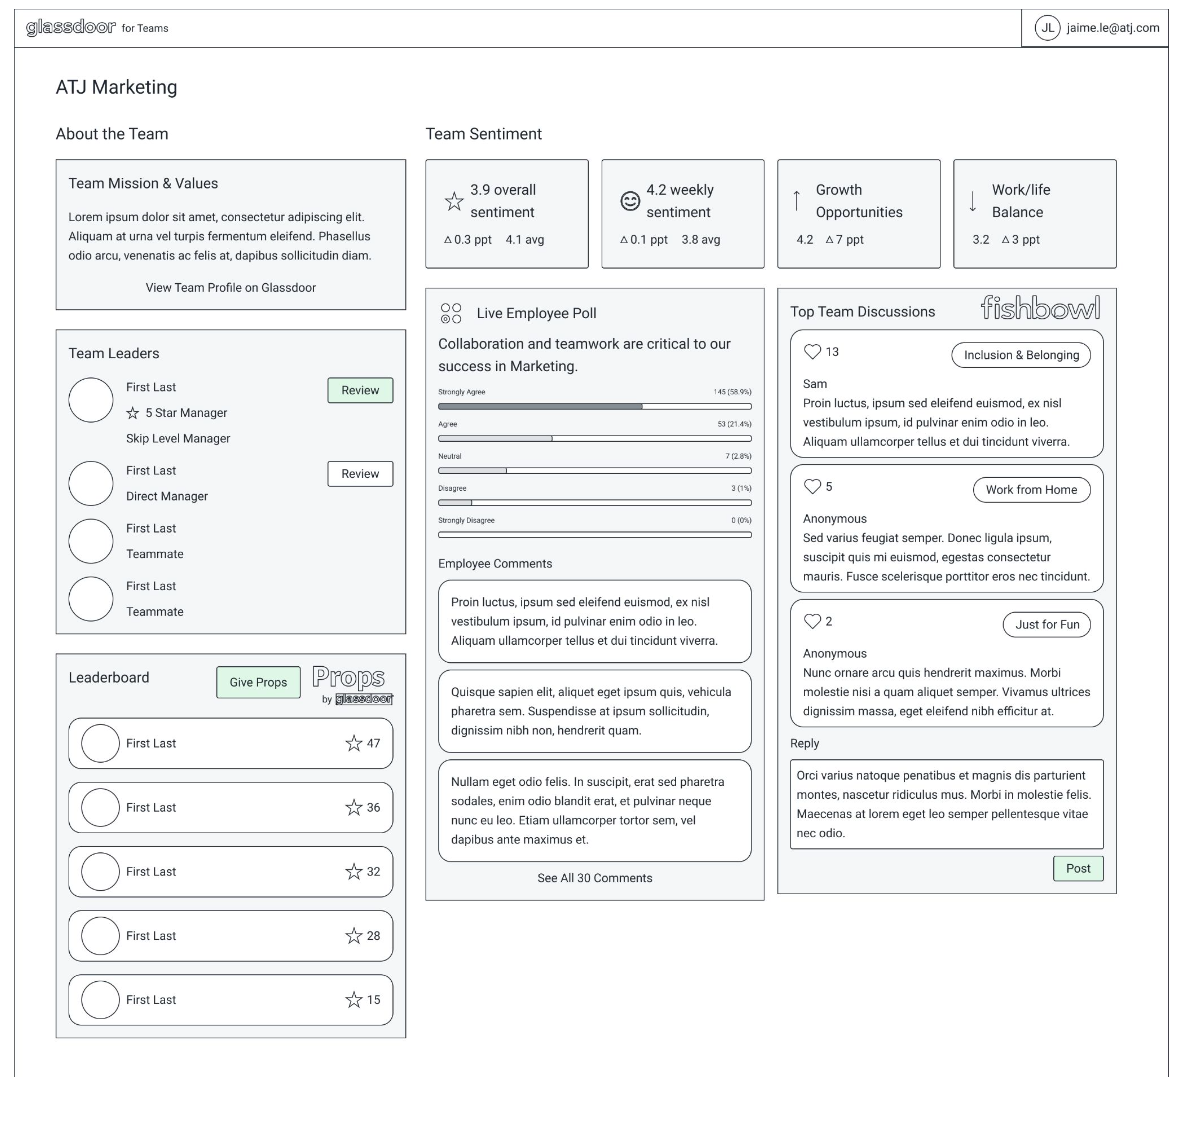 glassdoor for Teams
JL jaime.le@atj.com
ATJ Marketing
About the Team
Team Mission & Values
Lorem ipsum dolor sit amet, consectetur adipiscing elit.
Aliquam at urna vel turpis fermentum eleifend. Phasellus
odio arcu, venenatis ac felis at, dapibus sollicitudin diam.
View Team Profile on Glassdoor
Team Leaders
First Last
Review
5 Star Manager
Skip Level Manager
First Last
Review
Direct Manager
First Last
Teammate
First Last
Teammate
Leaderboard
Give Props
Props
by glassdoor
First Last 47
First Last 36
First Last 32
First Last 28
First Last 15
Team Sentiment
3.9 overall
sentiment
Δ 0.3 ppt 4.1 avg
4.2 weekly
sentiment
Δ 0.1 ppt 3.8 avg
↑ Growth
Opportunities
4.2 Δ 7 ppt
↓ Work/life
Balance
3.2 Δ 3 ppt
Live Employee Poll
Collaboration and teamwork are critical to our
success in Marketing.
Strongly Agree 145 (58.9%)
Agree 53 (21.4%)
Neutral 7 (2.8%)
Disagree 3 (1%)
Strongly Disagree 0 (0%)
Employee Comments
Proin luctus, ipsum sed eleifend euismod, ex nisl
vestibulum ipsum, id pulvinar enim odio in leo.
Aliquam ullamcorper tellus et dui tincidunt viverra.
Quisque sapien elit, aliquet eget ipsum quis, vehicula
pharetra sem. Suspendisse at ipsum sollicitudin,
dignissim nibh non, hendrerit quam.
Nullam eget odio felis. In suscipit, erat sed pharetra
sodales, enim odio blandit erat, et pulvinar neque
nunc eu leo. Etiam ullamcorper tortor sem, vel
dapibus ante maximus et.
See All 30 Comments
Top Team Discussions
fishbowl
13
Inclusion & Belonging
Sam
Proin luctus, ipsum sed eleifend euismod, ex nisl
vestibulum ipsum, id pulvinar enim odio in leo.
Aliquam ullamcorper tellus et dui tincidunt viverra.
5
Work from Home
Anonymous
Sed varius feugiat semper. Donec ligula ipsum,
suscipit quis mi euismod, egestas consectetur
mauris. Fusce scelerisque porttitor eros nec tincidunt.
2
Just for Fun
Anonymous
Nunc ornare arcu quis hendrerit maximus. Morbi
molestie nisi a quam aliquet semper. Vivamus ultrices
dignissim massa, eget eleifend nibh efficitur at.
Reply
Orci varius natoque penatibus et magnis dis parturient
montes, nascetur ridiculus mus. Morbi in molestie felis.
Maecenas at lorem eget leo semper pellentesque vitae
nec odio.
Post